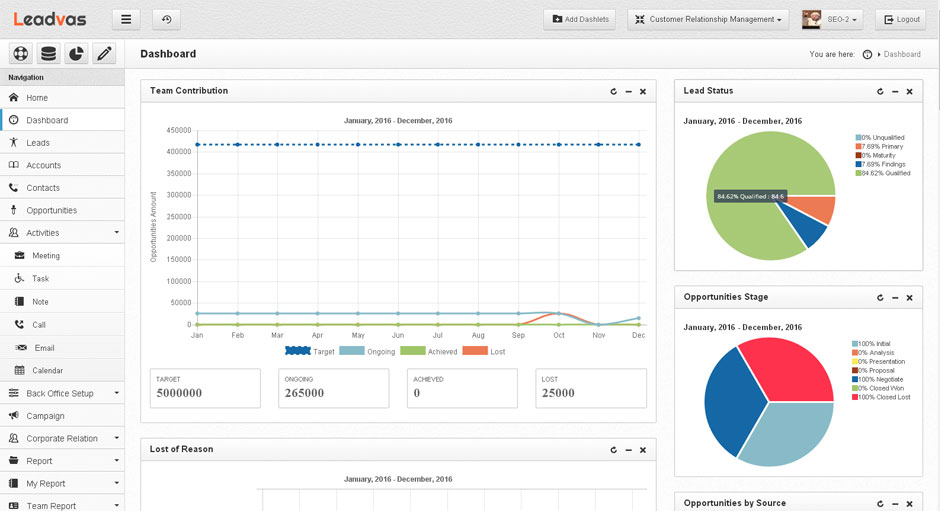 Leadvas
Add Dashlets
Customer Relationship Management
SEO-2
Logout
Navigation
Home
Dashboard
Leads
Accounts
Contacts
Opportunities
Activities
Meeting
Task
Note
Call
Email
Calendar
Back Office Setup
Campaign
Corporate Relation
Report
My Report
Team Report
Dashboard
You are here: Dashboard
Team Contribution
January, 2016 - December, 2016
Opportunities Amount
450000
400000
350000
300000
250000
200000
150000
100000
50000
0
Jan Feb Mar Apr May Jun Jul Aug Sep Oct Nov Dec
Target Ongoing Achieved Lost
TARGET
5000000
ONGOING
265000
ACHIEVED
0
LOST
25000
Lost of Reason
January, 2016 - December, 2016
Lead Status
January, 2016 - December, 2016
0% Unqualified
7.69% Primary
0% Maturity
7.69% Findings
84.62% Qualified
84.62% Qualified : 84.6
Opportunities Stage
January, 2016 - December, 2016
100% Initial
0% Analysis
0% Presentation
0% Proposal
100% Negotiate
0% Closed Won
100% Closed Lost
Opportunities by Source